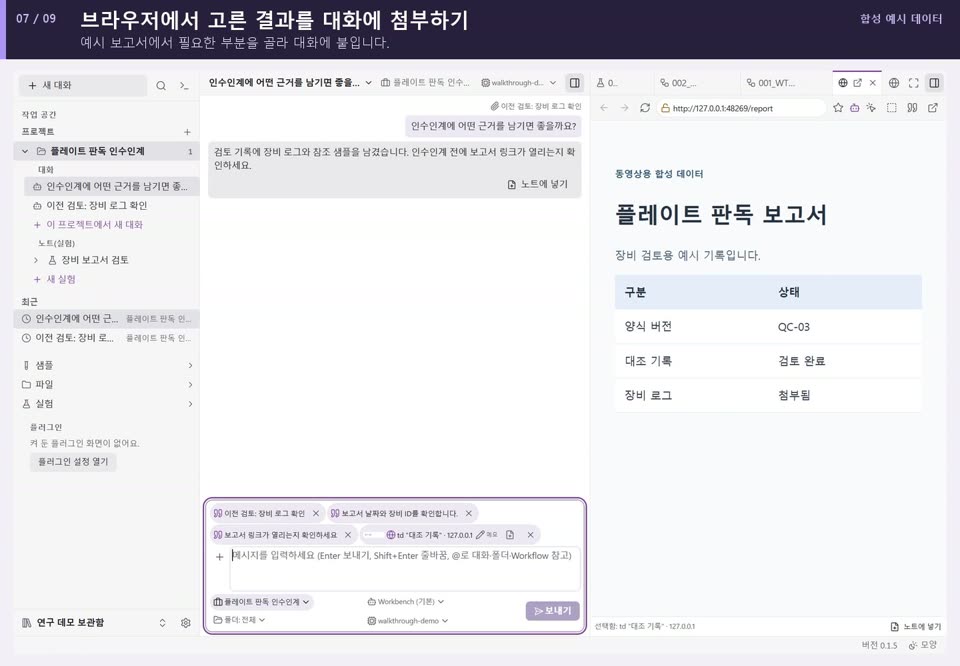 07 / 09
브라우저에서 고른 결과를 대화에 첨부하기
합성 예시 데이터
예시 보고서에서 필요한 부분을 골라 대화에 붙입니다.
+ 새 대화
작업 공간
프로젝트
플레이트 판독 인수인계 1
대화
인수인계에 어떤 근거를 남기면 좋...
이전 검토: 장비 로그 확인
+ 이 프로젝트에서 새 대화
노트(실험)
장비 보고서 검토
+ 새 실험
최근
인수인계에 어떤 근... 플레이트 판독 인...
이전 검토: 장비 로... 플레이트 판독 인...
샘플
파일
실험
플러그인
켜 둔 플러그인 화면이 없어요.
플러그인 설정 열기
연구 데모 보관함
인수인계에 어떤 근거를 남기면 좋을... 플레이트 판독 인수... walkthrough-d...
이전 검토: 장비 로그 확인
인수인계에 어떤 근거를 남기면 좋을까요?
검토 기록에 장비 로그와 참조 샘플을 남겼습니다. 인수인계 전에 보고서 링크가 열리는지 확
인하세요.
노트에 넣기
이전 검토: 장비 로그 확인 보고서 날짜와 장비 ID를 확인합니다.
보고서 링크가 열리는지 확인하세요 td "대조 기록" · 127.0.0.1 메모
메시지를 입력하세요 (Enter 보내기, Shift+Enter 줄바꿈, @로 대화·폴더·Workflow 참고)
플레이트 판독 인수인계 Workbench (기본)
보내기
폴더: 전체 walkthrough-demo
0... 002_... 001_WT...
http://127.0.0.1:48269/report
동영상용 합성 데이터
플레이트 판독 보고서
장비 검토용 예시 기록입니다.
구분 상태
양식 버전 QC-03
대조 기록 검토 완료
장비 로그 첨부됨
선택함: td "대조 기록" · 127.0.0.1 노트에 넣기
버전 0.1.5 모양